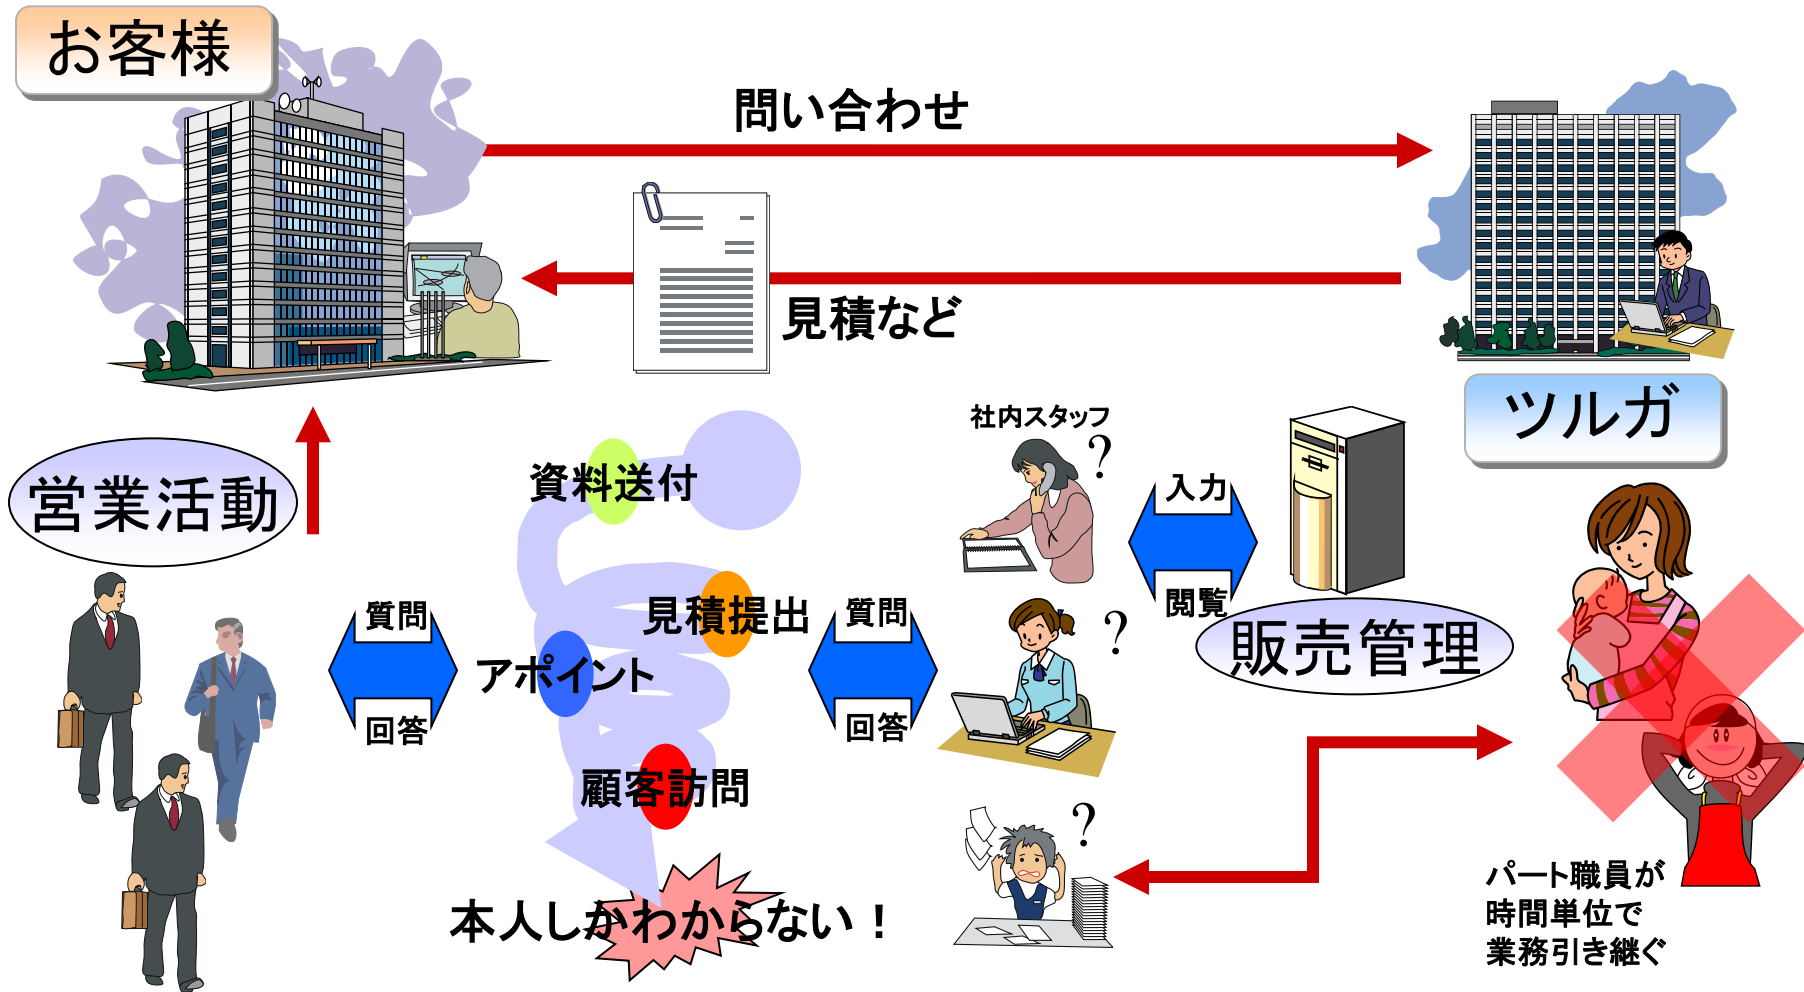 お客様
問い合わせ
見積など
ツルガ
社内スタッフ
?
営業活動
資料送付
入力
閲覧
質問
回答
見積提出
アポイント
質問
回答
?
販売管理
顧客訪問
?
本人しかわからない！
パート職員が
時間単位で
業務引き継ぐ